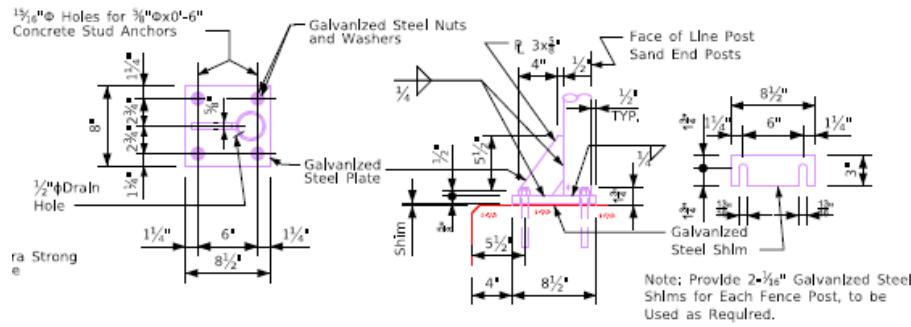 15/16"Φ Holes for 5/8"Φx0'-6"
Concrete Stud Anchors
Galvanized Steel Nuts
and Washers
1¼"
2¾"
8"
2¾"
1¼"
5/8"
½"ϕDrain
Hole
Galvanized
Steel Plate
1¼"
6"
1¼"
8½"
ra Strong
e
℄ 3x⅝"
4"
½"
Face of Line Post
Sand End Posts
¼
½"
TYP.
5½"
½"
¼
Shim
5½"
4"
8½"
8½"
1¼"
6"
1¼"
3"
Galvanized
Steel Shim
Note: Provide 2-1/16" Galvanized Steel
Shims for Each Fence Post, to be
Used as Required.